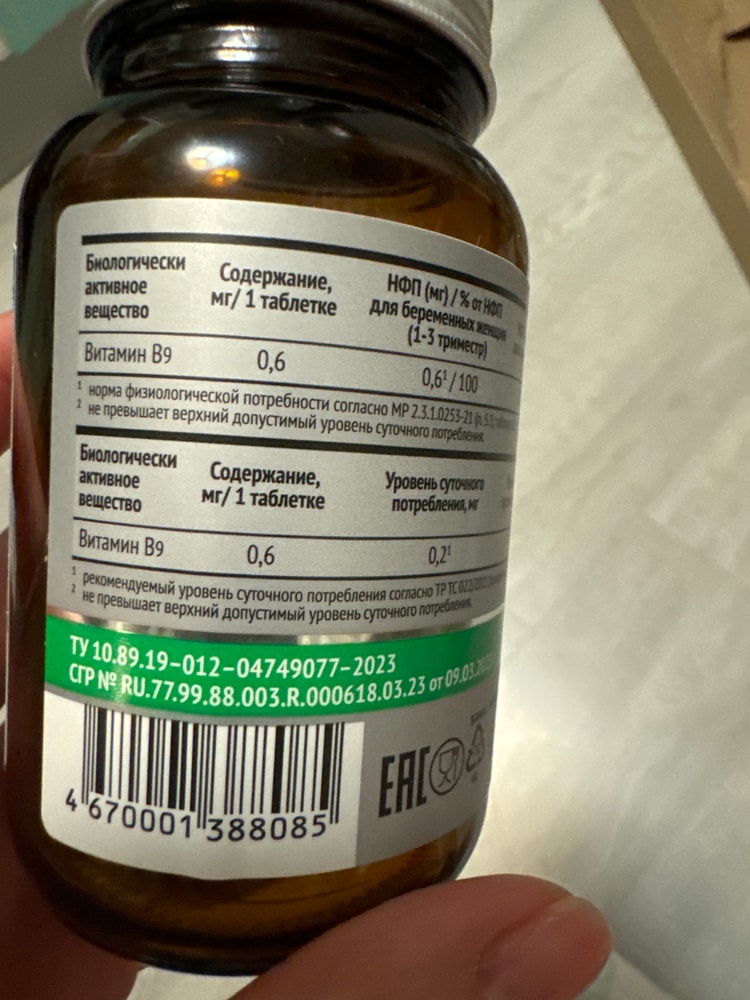 Биологически
активное
вещество
Содержание,
мг/ 1 таблетке
НФП (мг) / % от НФП
для беременных женщин
(1-3 триместр)
Витамин В9
0,6
0,6¹ / 100
¹ норма физиологической потребности согласно МР 2.3.1.0253-21
² не превышает верхний допустимый уровень суточного потребления.
Биологически
активное
вещество
Содержание,
мг/ 1 таблетке
Уровень суточного
потребления, мг
Витамин В9
0,6
0,2¹
¹ рекомендуемый уровень суточного потребления согласно ТР ТС
² не превышает верхний допустимый уровень суточного потребления.
ТУ 10.89.19-012-04749077-2023
СГР № RU.77.99.88.003.R.000618.03.23 от 09.03.
4 670001 388085
EAC